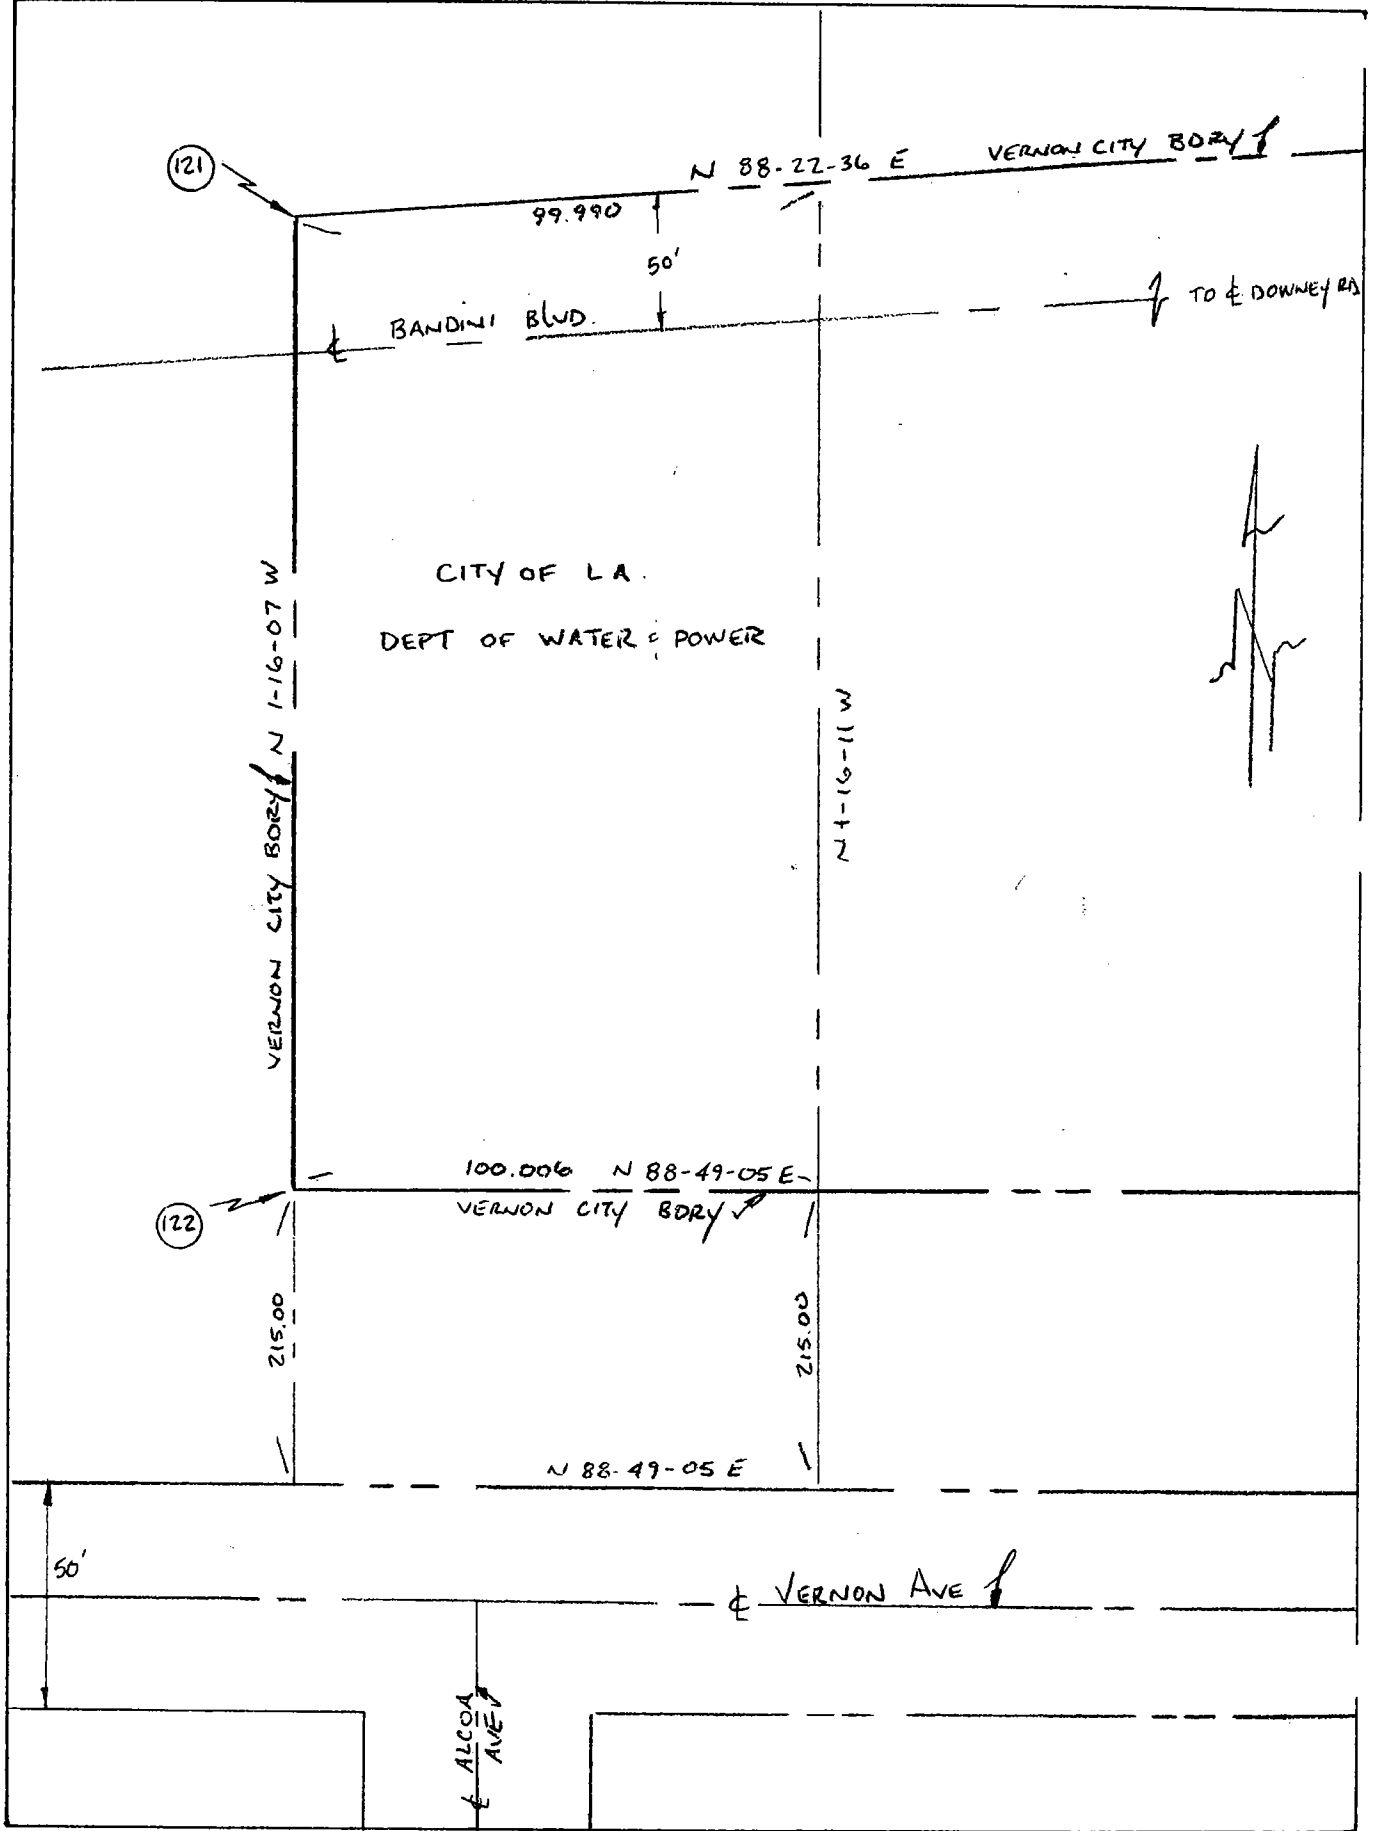 121
N 88-22-36 E
VERNON CITY BDRY
99.990
50'
℄ BANDINI BLVD.
TO ℄ DOWNEY RD
CITY OF L A.
DEPT OF WATER & POWER
VERNON CITY BDRY N 1-16-07 W
N 1-16-11 W
100.006 N 88-49-05 E
VERNON CITY BDRY
122
215.00
215.00
N 88-49-05 E
50'
℄ VERNON AVE
℄ ALCOA
AVE